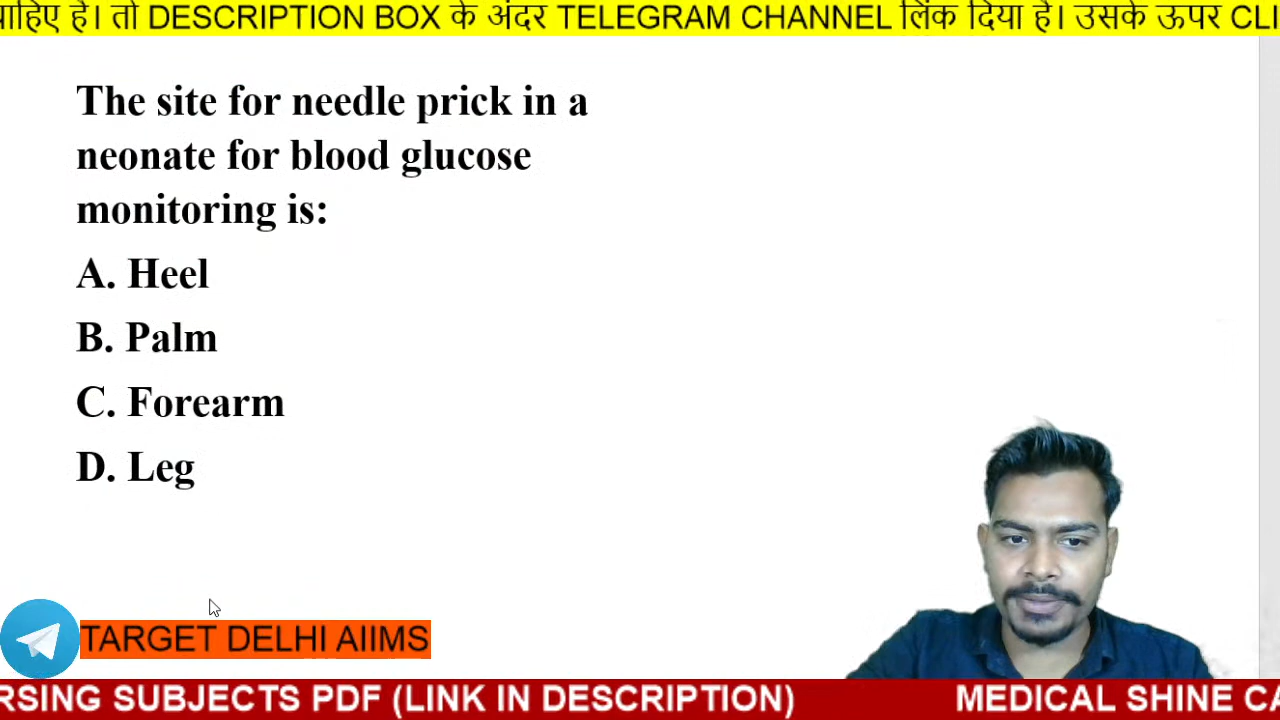 है। तो DESCRIPTION BOX के अंदर TELEGRAM CHANNEL लिंक दिया है। उसके ऊपर CLI
The site for needle prick in a
neonate for blood glucose
monitoring is:
A. Heel
B. Palm
C. Forearm
D. Leg
TARGET DELHI AIIMS
RSING SUBJECTS PDF (LINK IN DESCRIPTION) MEDICAL SHINE CA